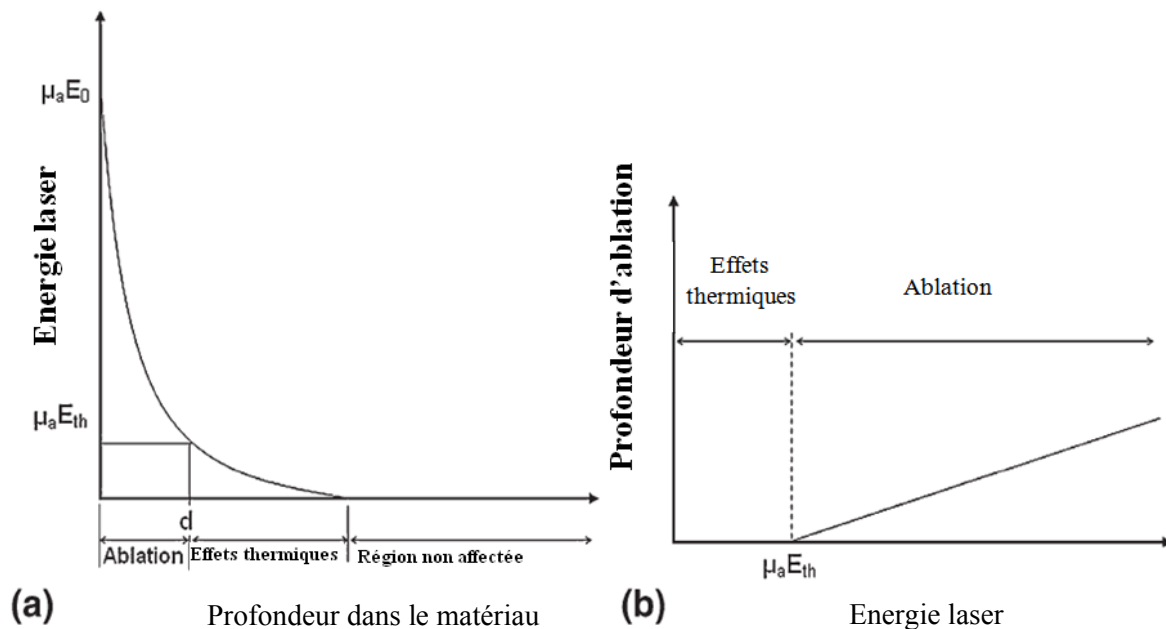 μaE0
Energie laser
μaEth
d
Ablation
Effets thermiques
Région non affectée
(a)
Profondeur dans le matériau
Profondeur d'ablation
Effets
thermiques
Ablation
μaEth
(b)
Energie laser